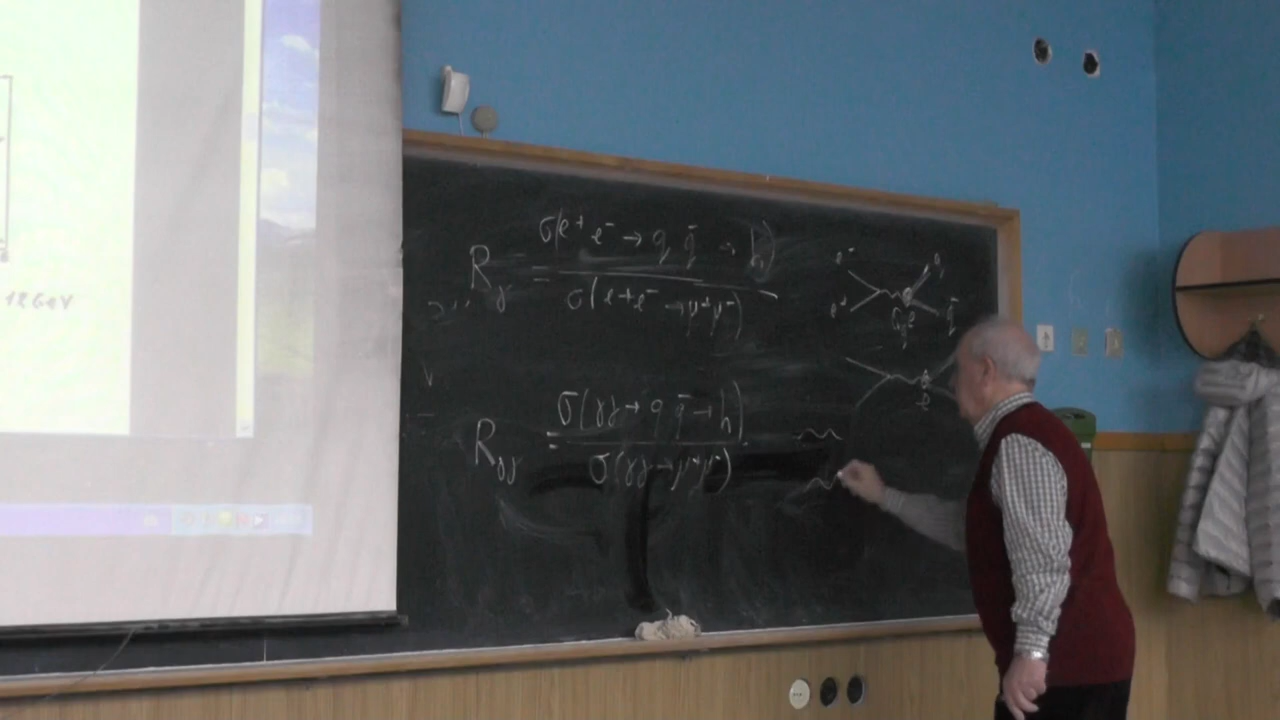 12 GeV
R_γ = σ(e⁺e⁻ → q q̄ → h) / σ(e⁺e⁻ → μ⁺μ⁻)
e⁻
e⁺
q̄
R_γγ = σ(γγ → q q̄ → h) / σ(γγ → μ⁺μ⁻)
e